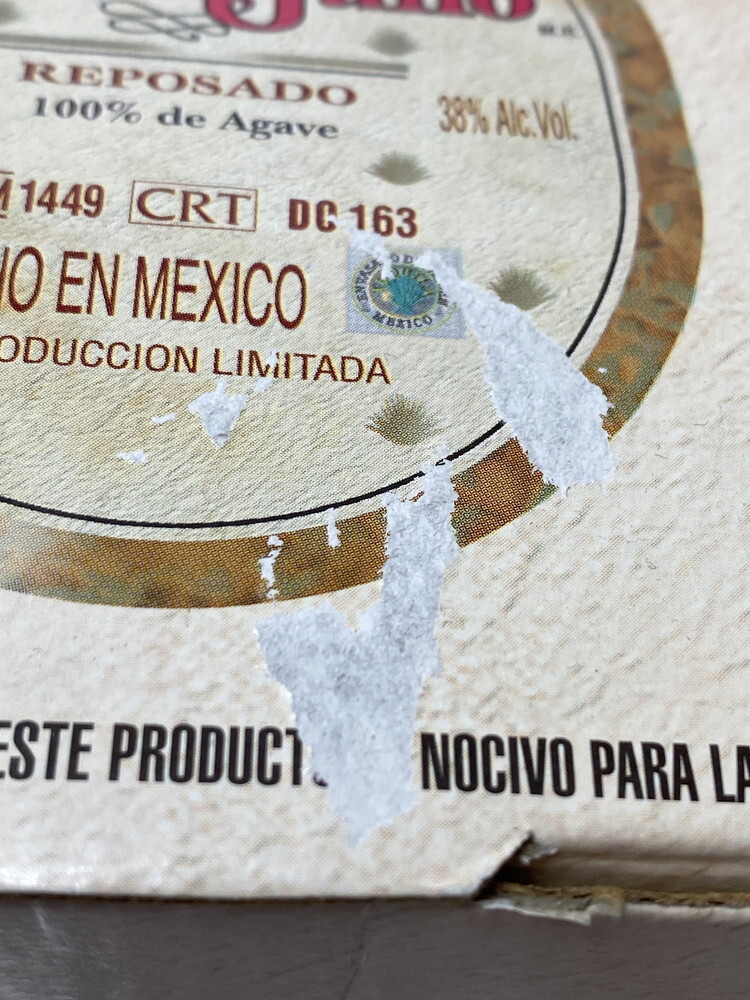 REPOSADO
100% de Agave
38% Alc.Vol.
1449 CRT DC 163
EN MEXICO
MEXICO
ODUCCION LIMITADA
ESTE PRODUCT NOCIVO PARA LA